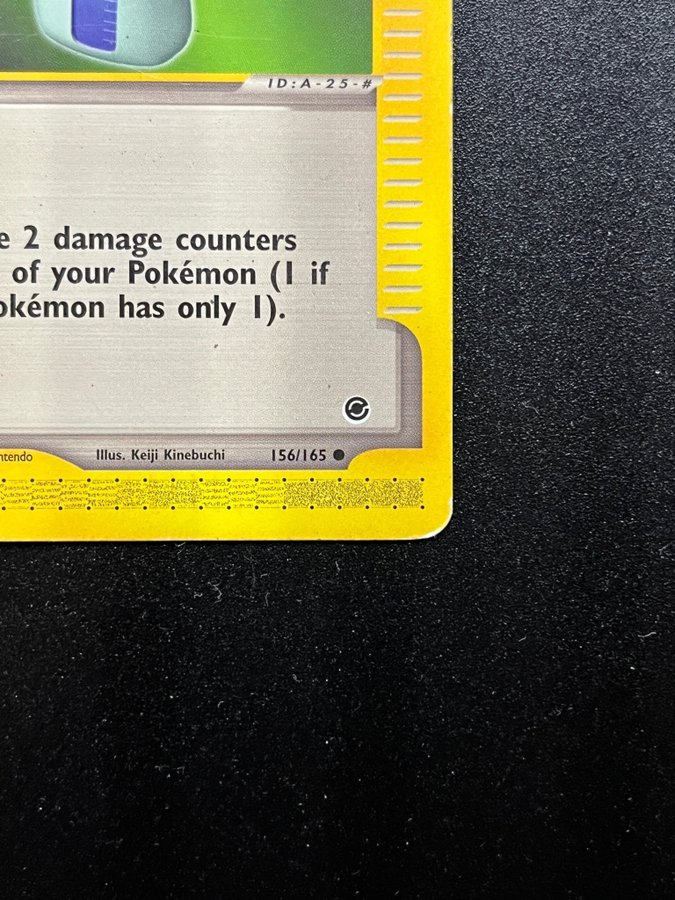 ID:A-25-#
e 2 damage counters
of your Pokémon (1 if
okémon has only 1).
ntendo Illus. Keiji Kinebuchi 156/165 ●